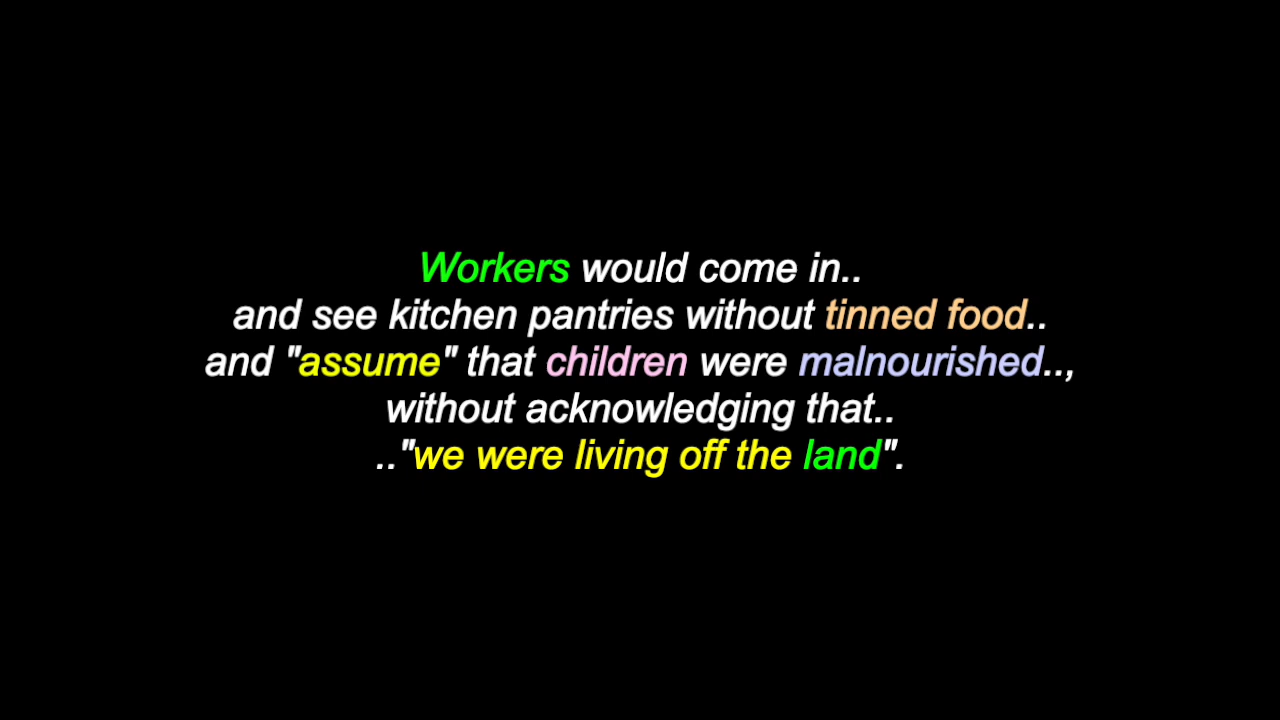 Workers would come in..
and see kitchen pantries without tinned food..
and "assume" that children were malnourished..,
without acknowledging that..
.."we were living off the land".